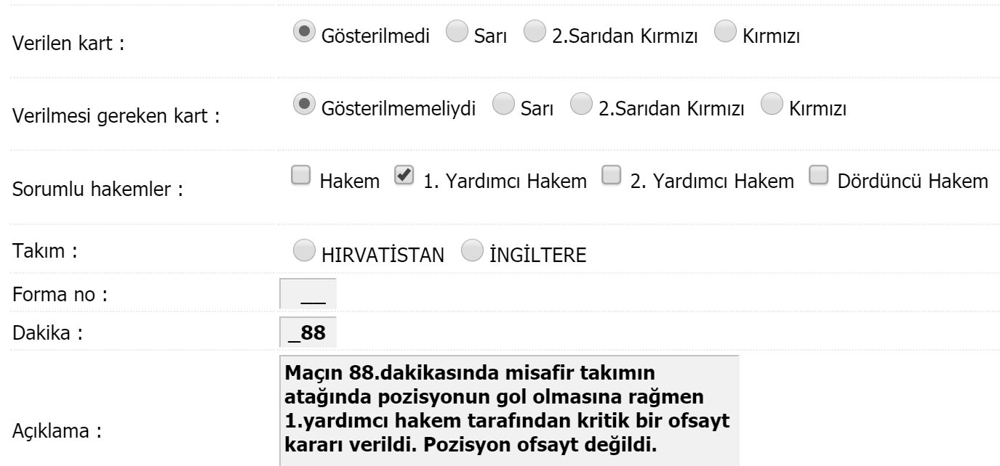 Verilen kart : Gösterilmedi Sarı 2.Sarıdan Kırmızı Kırmızı
Verilmesi gereken kart : Gösterilmemeliydi Sarı 2.Sarıdan Kırmızı Kırmızı
Sorumlu hakemler : Hakem 1. Yardımcı Hakem 2. Yardımcı Hakem Dördüncü Hakem
Takım : HIRVATİSTAN İNGİLTERE
Forma no : __
Dakika : _88
Açıklama :
Maçın 88.dakikasında misafir takımın
atağında pozisyonun gol olmasına rağmen
1.yardımcı hakem tarafından kritik bir ofsayt
kararı verildi. Pozisyon ofsayt değildi.